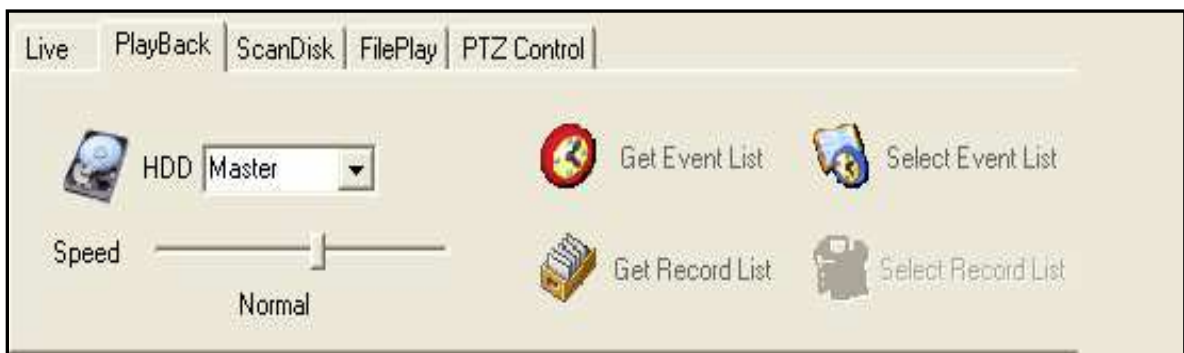 Live PlayBack ScanDisk FilePlay PTZ Control
HDD Master Get Event List Select Event List
Speed Get Record List Select Record List
Normal